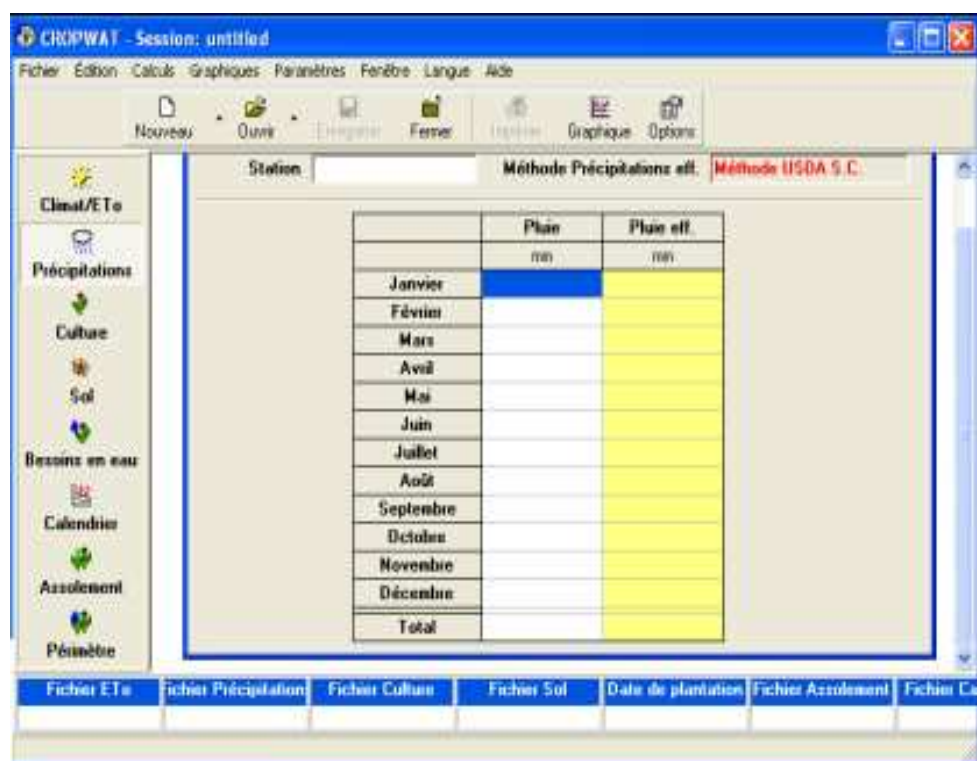 CROPWAT - Session: untitled
Fichier Édition Calculs Graphiques Paramètres Fenêtre Langue Aide
Nouveau Ouvrir Enregistrer Fermer Imprimer Graphique Options
Station Méthode Précipitations eff. Méthode USDA S.C.
Climat/ETo
Précipitations
Culture
Sol
Besoins en eau
Calendrier
Assolement
Périmètre
Pluie Pluie eff.
mm mm
Janvier
Février
Mars
Avril
Mai
Juin
Juillet
Août
Septembre
Octobre
Novembre
Décembre
Total
Fichier ETo ichier Précipitation Fichier Culture Fichier Sol Date de plantation Fichier Assolement Fichier Ca